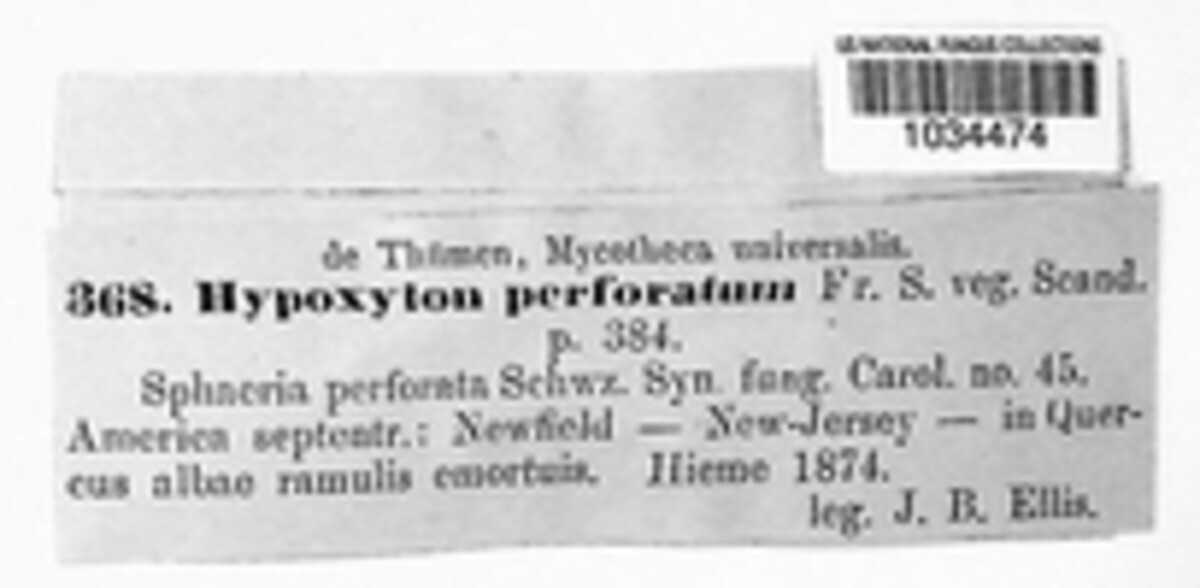 US NATIONAL FUNGUS COLLECTIONS
1034474
de Thümen, Mycotheca universalis.
368. Hypoxylon perforatum Fr. S. veg. Scand.
p. 384.
Sphaeria perforata Schwz. Syn. fung. Carol. no. 45.
America septentr.: Newfield — New-Jersey — in Quer-
cus albae ramulis emortuis. Hieme 1874.
leg. J. B. Ellis.